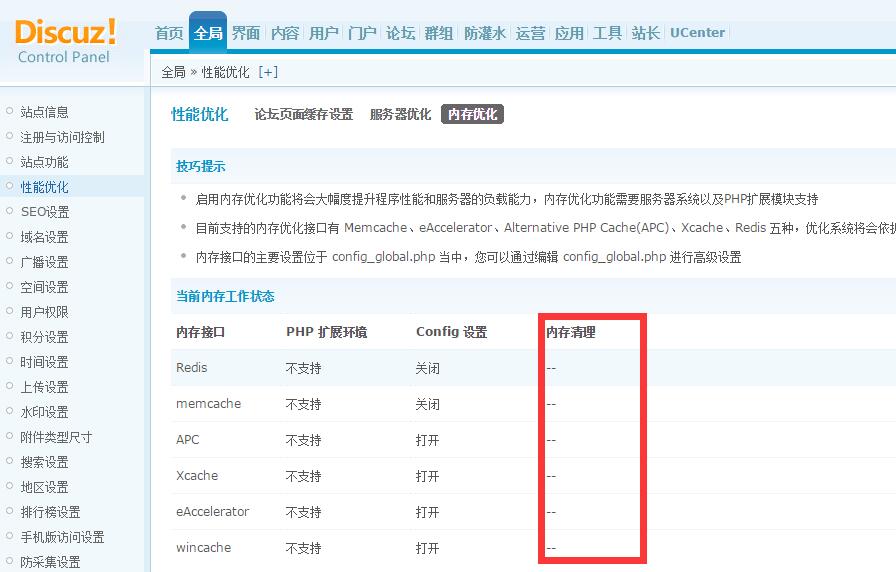 Discuz!
Control Panel
首页 全局 界面 内容 用户 门户 论坛 群组 防灌水 运营 应用 工具 站长 UCenter
全局 » 性能优化 [+]
站点信息
注册与访问控制
站点功能
性能优化
SEO设置
域名设置
广播设置
空间设置
用户权限
积分设置
时间设置
上传设置
水印设置
附件类型尺寸
搜索设置
地区设置
排行榜设置
手机版访问设置
防采集设置
性能优化 论坛页面缓存设置 服务器优化 内存优化
技巧提示
启用内存优化功能将会大幅度提升程序性能和服务器的负载能力，内存优化功能需要服务器系统以及PHP扩展模块支持
目前支持的内存优化接口有 Memcache、eAccelerator、Alternative PHP Cache(APC)、Xcache、Redis 五种，优化系统将会依据
内存接口的主要设置位于 config_global.php 当中，您可以通过编辑 config_global.php 进行高级设置
当前内存工作状态
内存接口 PHP 扩展环境 Config 设置 内存清理
Redis 不支持 关闭 --
memcache 不支持 关闭 --
APC 不支持 打开 --
Xcache 不支持 打开 --
eAccelerator 不支持 打开 --
wincache 不支持 打开 --